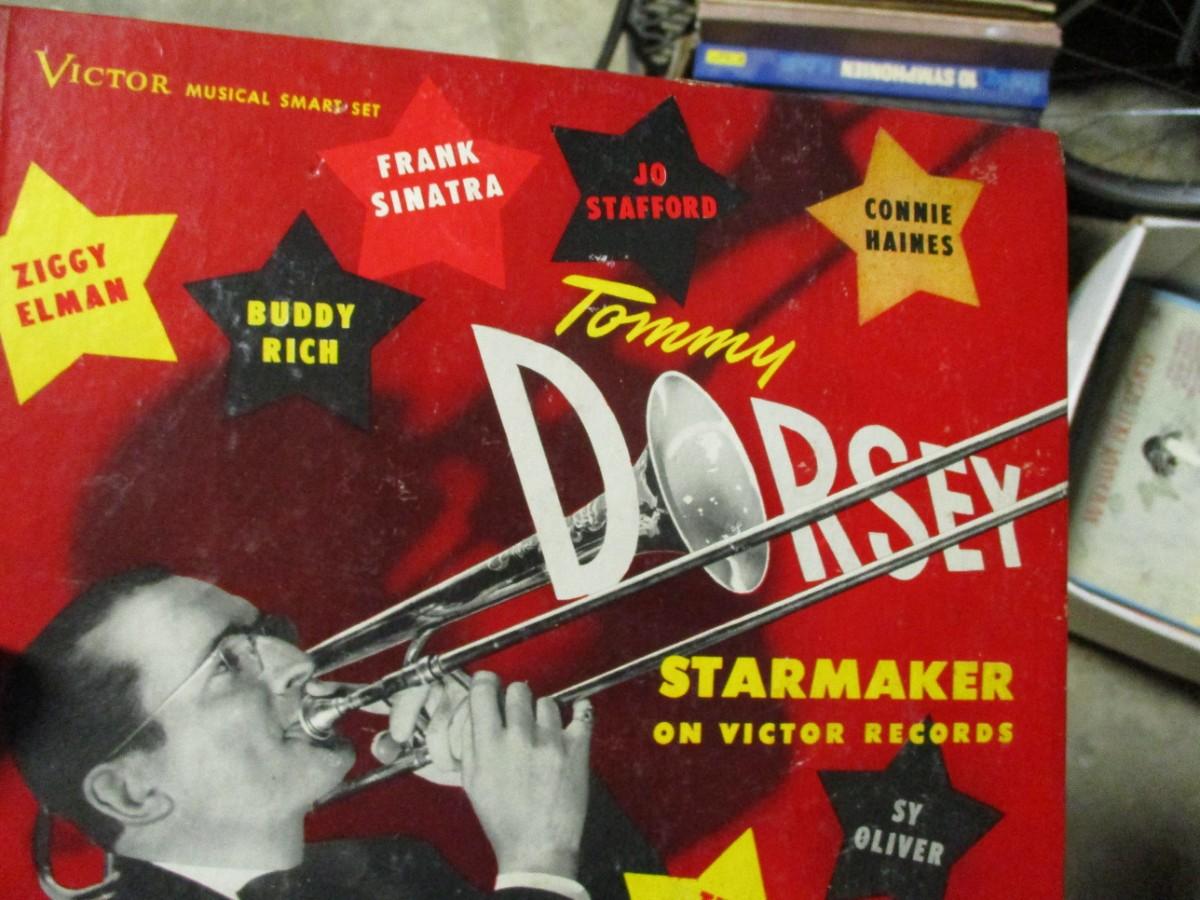 VICTOR MUSICAL SMART SET
FRANK
SINATRA
JO
STAFFORD
CONNIE
HAINES
ZIGGY
ELMAN
BUDDY
RICH
Tommy
DORSEY
STARMAKER
ON VICTOR RECORDS
SY
OLIVER
10 SYMPHONIEN